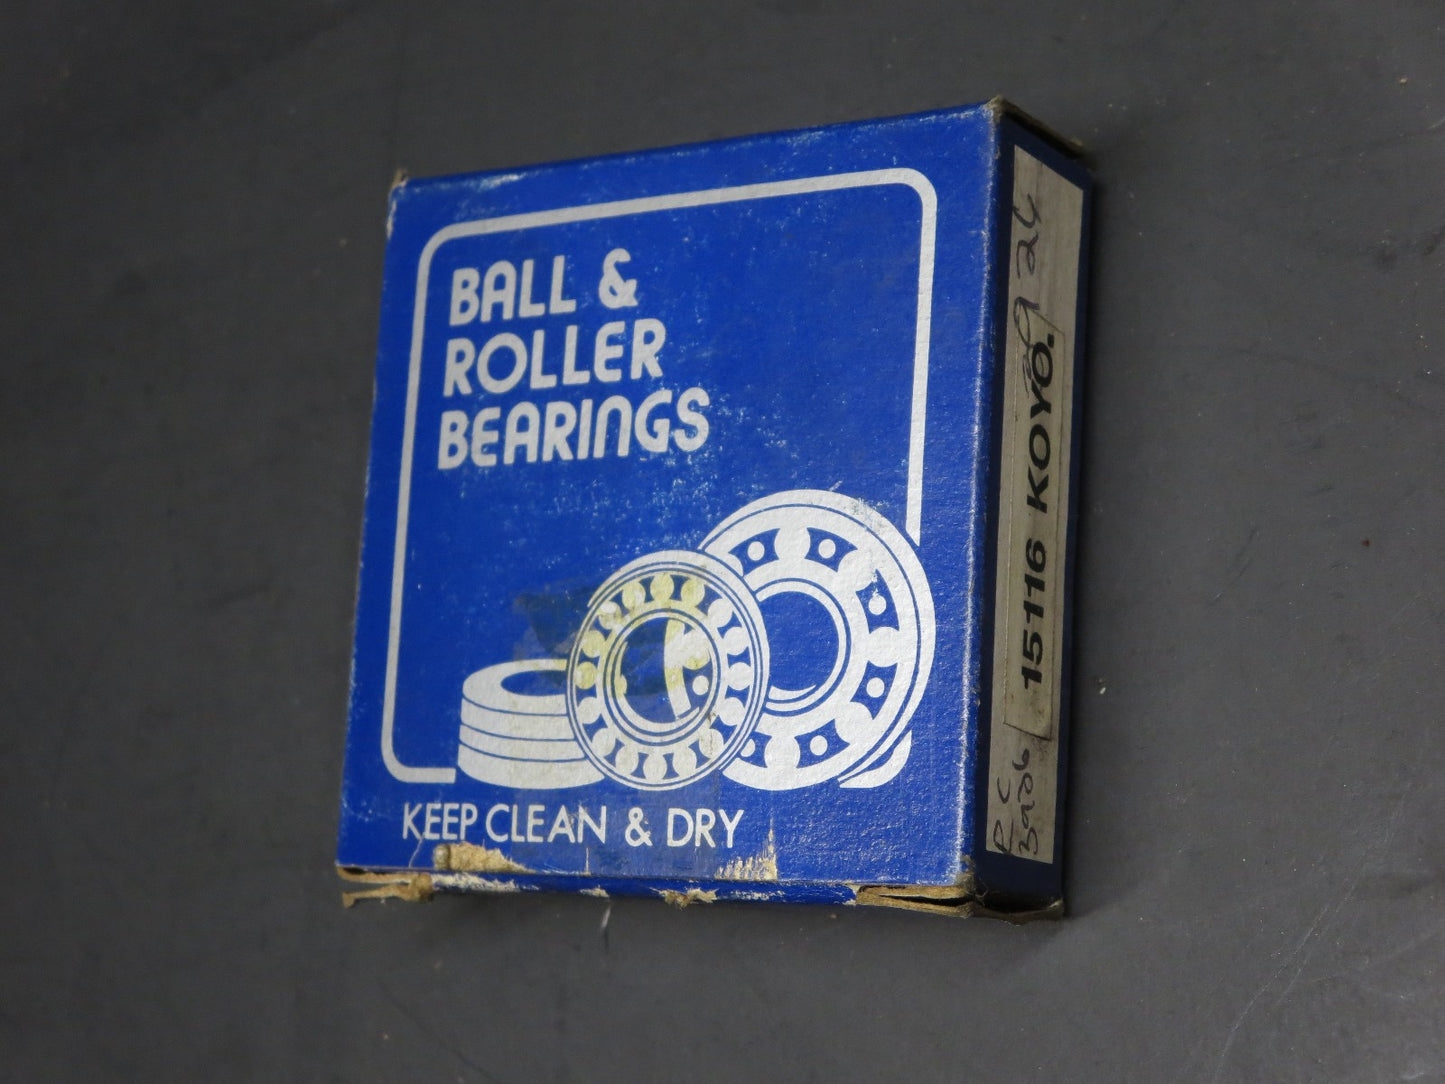 BALL &
ROLLER
BEARINGS
KEEP CLEAN & DRY
15116 KOYO.